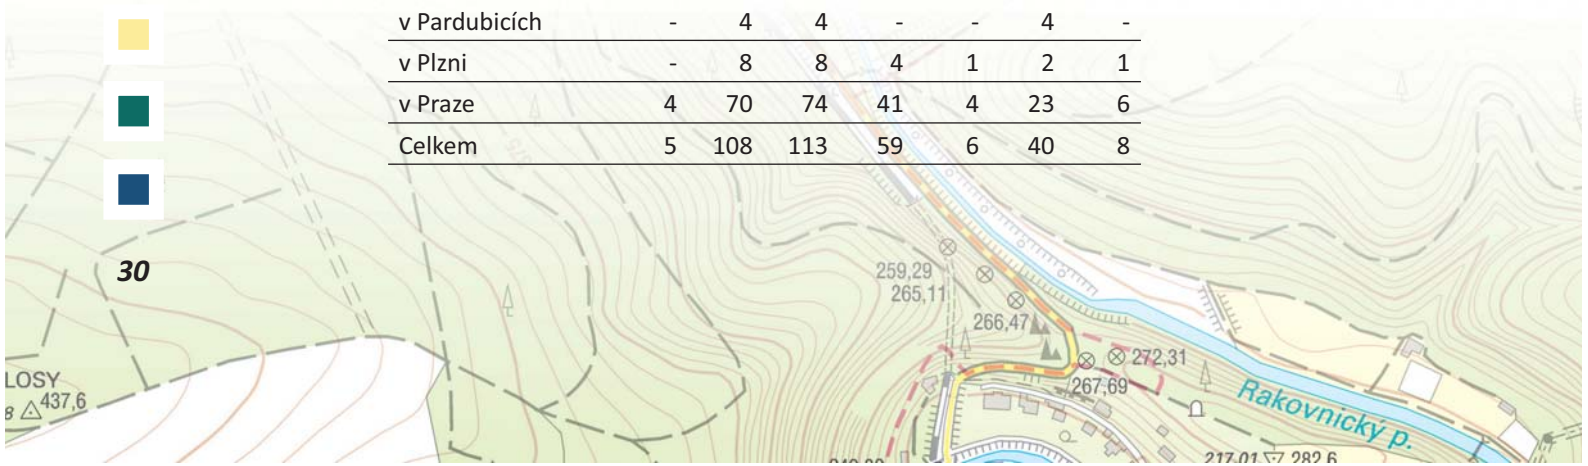 v Pardubicích - 4 4 - - 4 -
v Plzni - 8 8 4 1 2 1
v Praze 4 70 74 41 4 23 6
Celkem 5 108 113 59 6 40 8
30
259,29
265,11
266,47
272,31
267,69
LOSY
437,6
Rakovnický p.
217-01 282,6